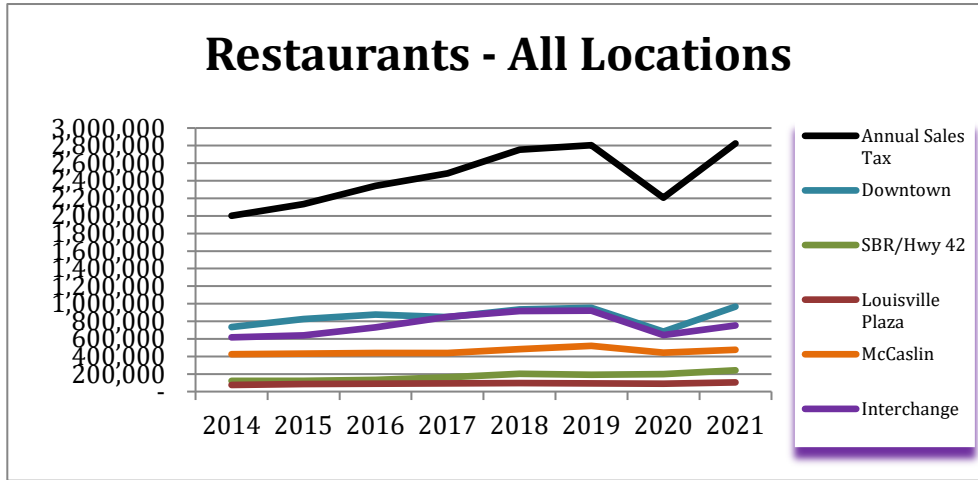 Restaurants - All Locations
3,000,000
2,800,000
2,600,000
2,400,000
2,200,000
2,000,000
1,800,000
1,600,000
1,400,000
1,200,000
1,000,000
800,000
600,000
400,000
200,000
-
2014 2015 2016 2017 2018 2019 2020 2021
Annual Sales
Tax
Downtown
SBR/Hwy 42
Louisville
Plaza
McCaslin
Interchange